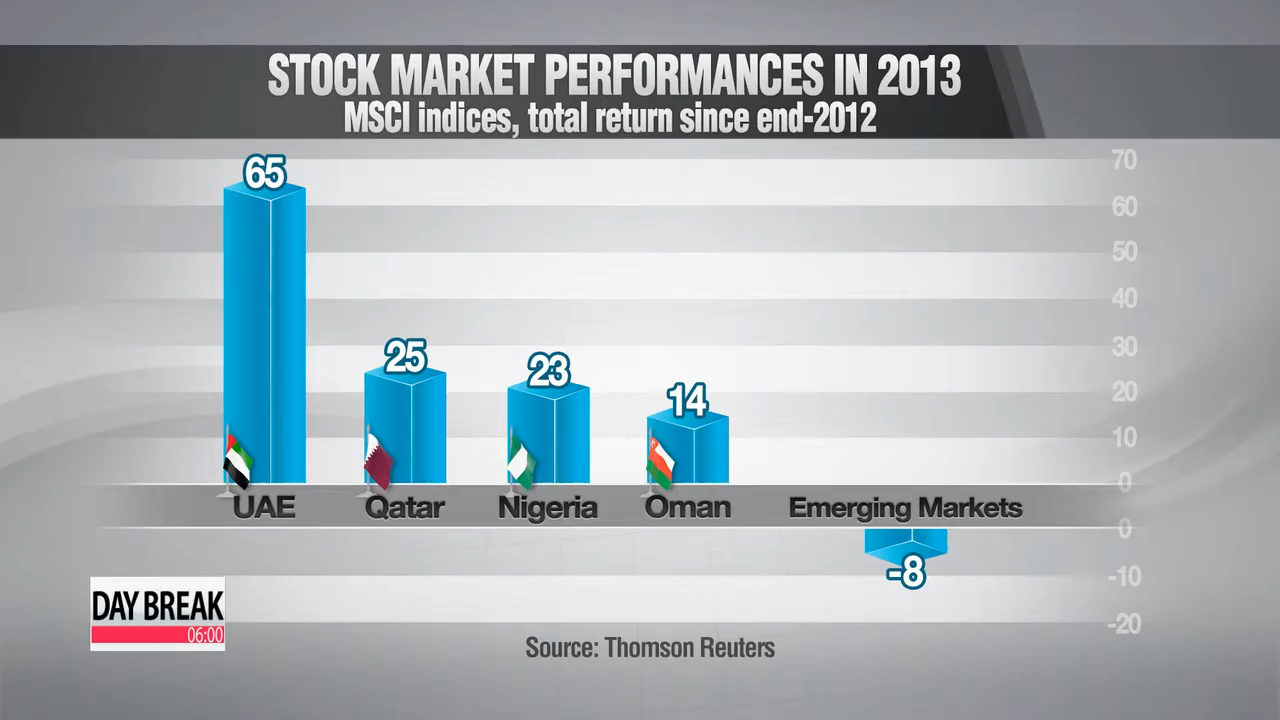 STOCK MARKET PERFORMANCES IN 2013
MSCI indices, total return since end-2012
65
25
23
14
-8
70
60
50
40
30
20
10
0
UAE
Qatar
Nigeria
Oman
Emerging Markets
0
-10
-20
DAY BREAK
06:00
Source: Thomson Reuters